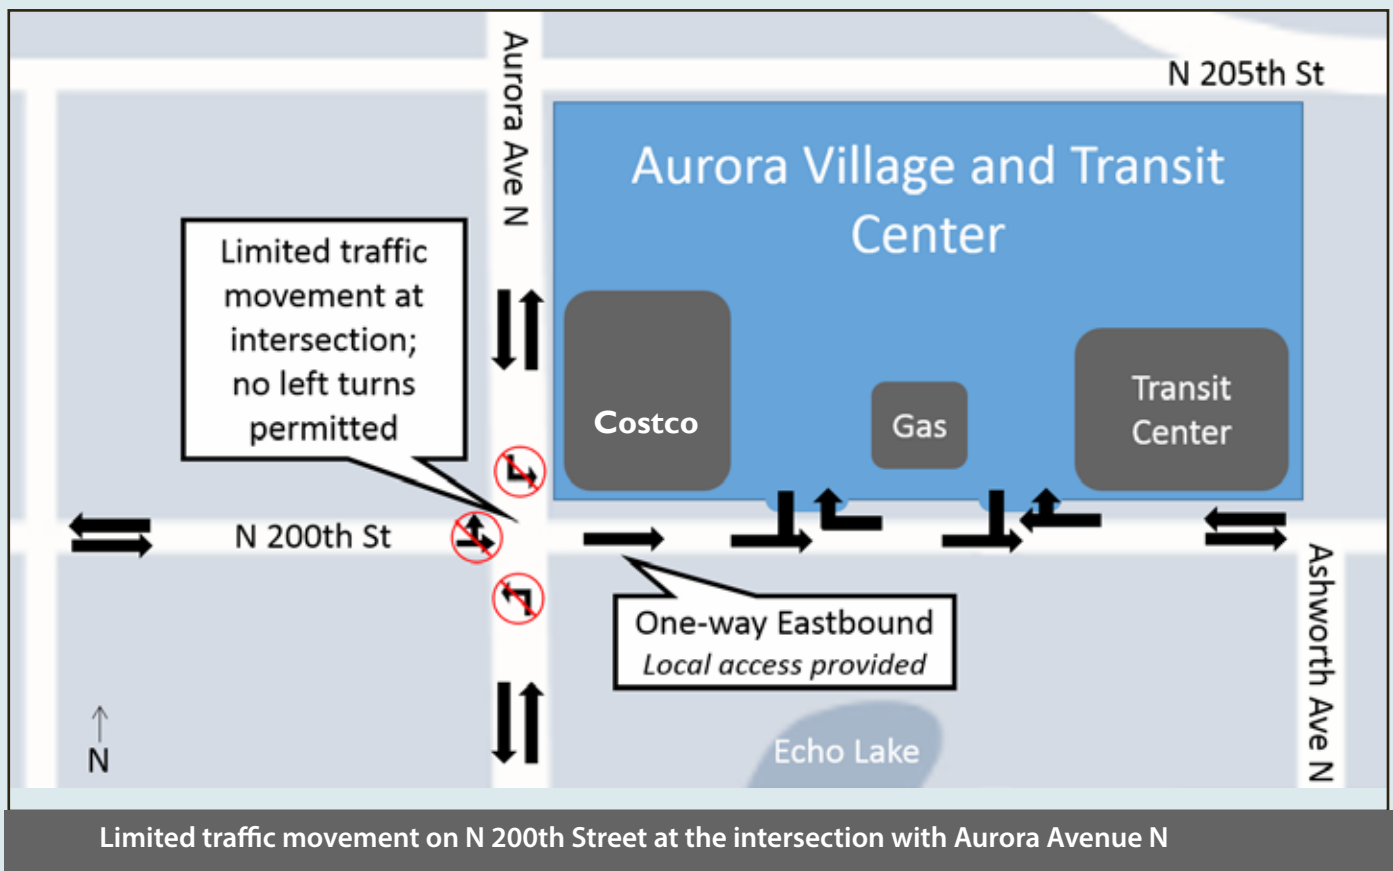 N 205th St
Aurora Ave N
Aurora Village and Transit
Center
Limited traffic
movement at
intersection;
no left turns
permitted
Costco
Gas
Transit
Center
N 200th St
One-way Eastbound
Local access provided
Ashworth Ave N
N
Echo Lake
Limited traffic movement on N 200th Street at the intersection with Aurora Avenue N